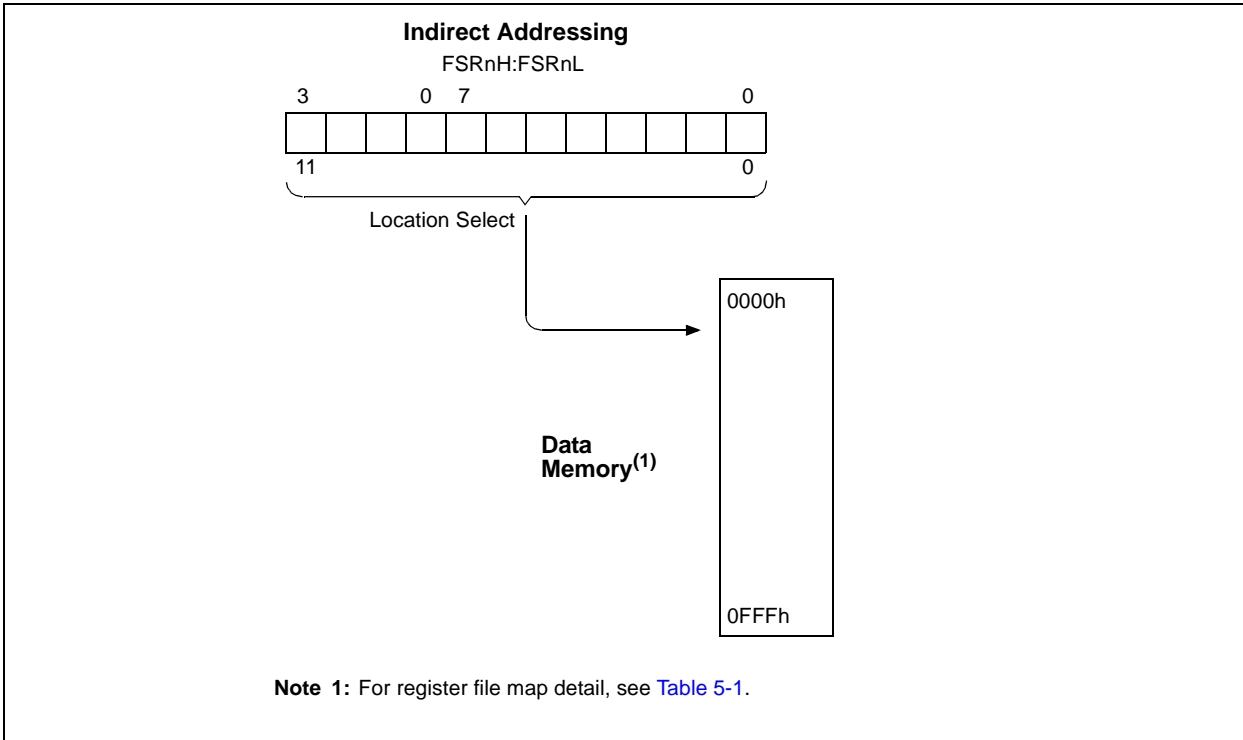 Indirect Addressing
FSRnH:FSRnL
3 0 7 0
11 0
Location Select
0000h
Data
Memory(1)
0FFFh
Note 1: For register file map detail, see Table 5-1.